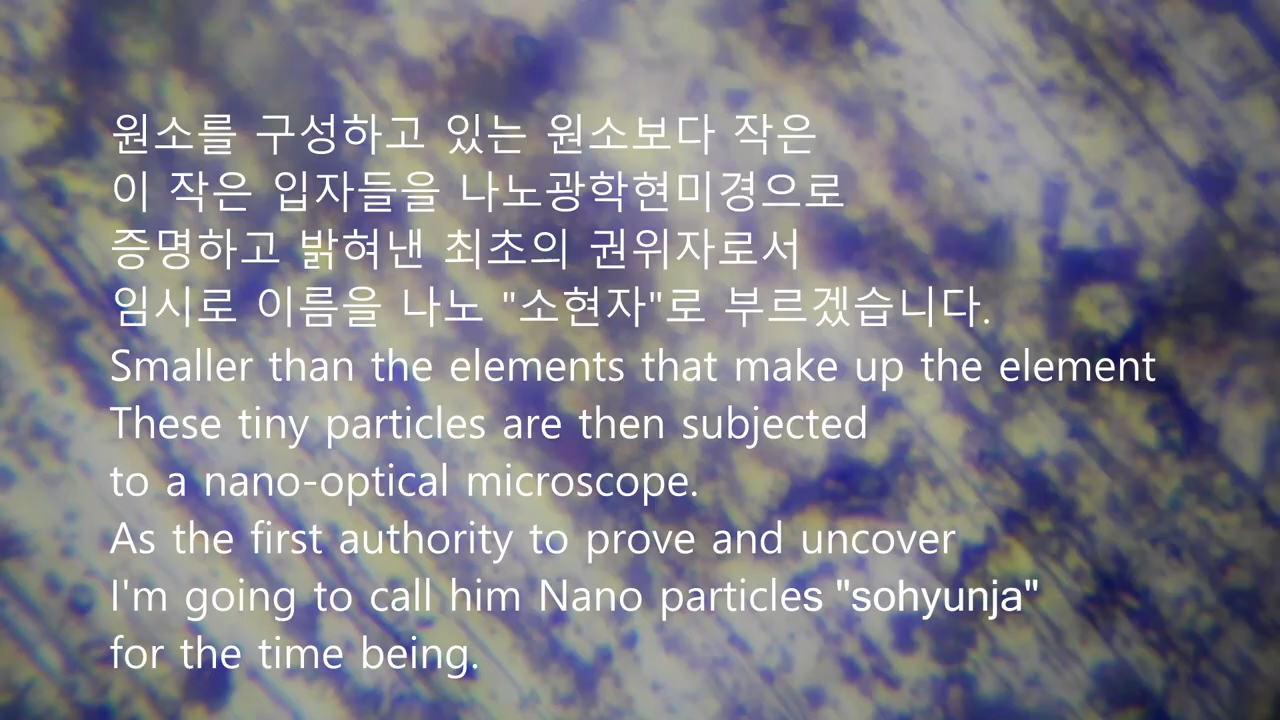 원소를 구성하고 있는 원소보다 작은
이 작은 입자들을 나노광학현미경으로
증명하고 밝혀낸 최초의 권위자로서
임시로 이름을 나노 "소현자"로 부르겠습니다.
Smaller than the elements that make up the element
These tiny particles are then subjected
to a nano-optical microscope.
As the first authority to prove and uncover
I'm going to call him Nano particles "sohyunja"
for the time being.